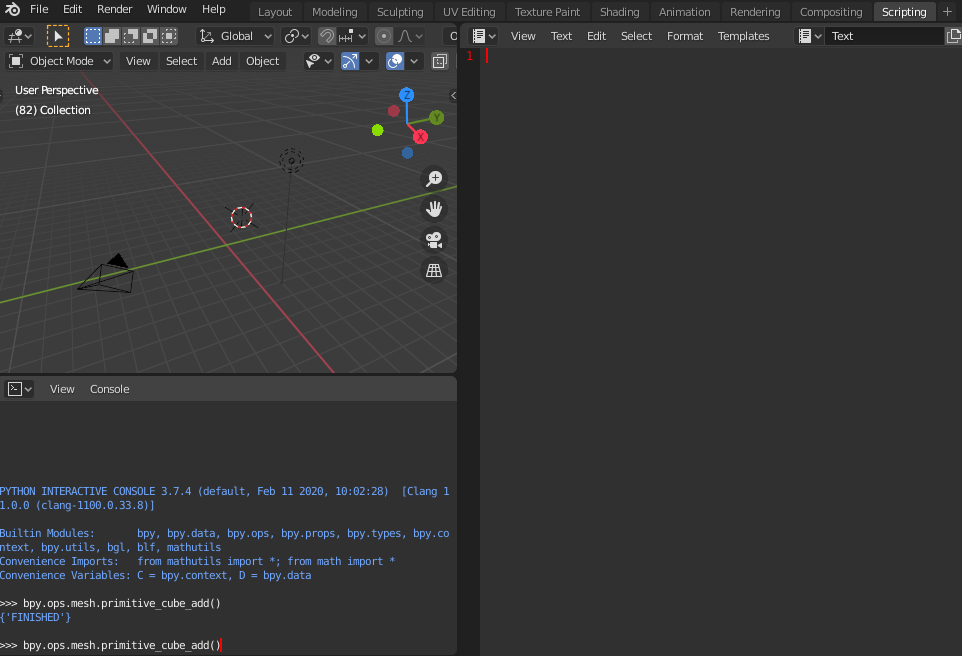 File Edit Render Window Help Layout Modeling Sculpting UV Editing Texture Paint Shading Animation Rendering Compositing Scripting +
Global
View Text Edit Select Format Templates Text
Object Mode View Select Add Object
1
User Perspective
(82) Collection
Z
Y
X
View Console
PYTHON INTERACTIVE CONSOLE 3.7.4 (default, Feb 11 2020, 10:02:28)  [Clang 1
1.0.0 (clang-1100.0.33.8)]
Builtin Modules:       bpy, bpy.data, bpy.ops, bpy.props, bpy.types, bpy.co
ntext, bpy.utils, bgl, blf, mathutils
Convenience Imports:   from mathutils import *; from math import *
Convenience Variables: C = bpy.context, D = bpy.data
>>> bpy.ops.mesh.primitive_cube_add()
{'FINISHED'}
>>> bpy.ops.mesh.primitive_cube_add()